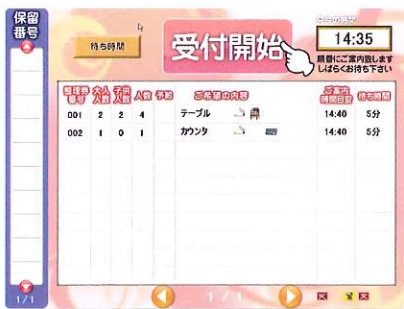 保留
番号
待ち時間
受付開始
14:35
順番にご案内致します
しばらくお待ち下さい
整理券
番号
大人
人数
子供
人数
人数
予約
ご希望の内容
ご案内
時間目安
待ち時間
001 2 2 4 テーブル 14:40 5分
002 1 0 1 カウンタ 14:40 5分
1/1
1/1